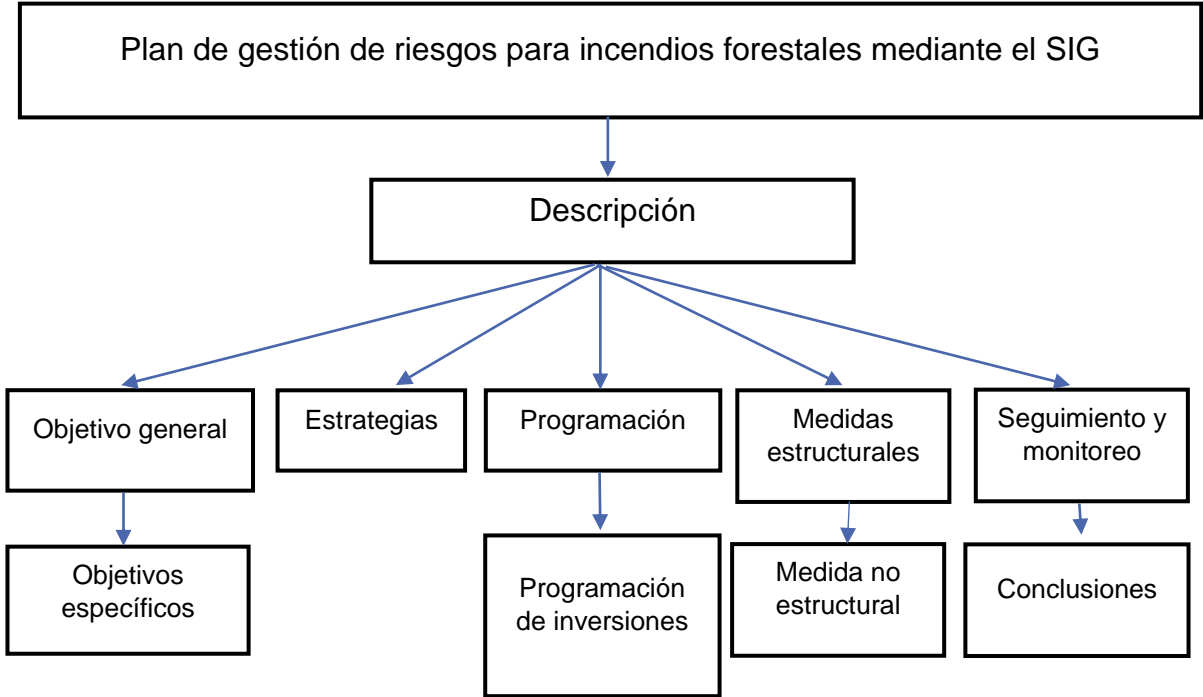 Plan de gestión de riesgos para incendios forestales mediante el SIG
Descripción
Objetivo general
Estrategias
Programación
Medidas
estructurales
Seguimiento y
monitoreo
Objetivos
específicos
Programación
de inversiones
Medida no
estructural
Conclusiones